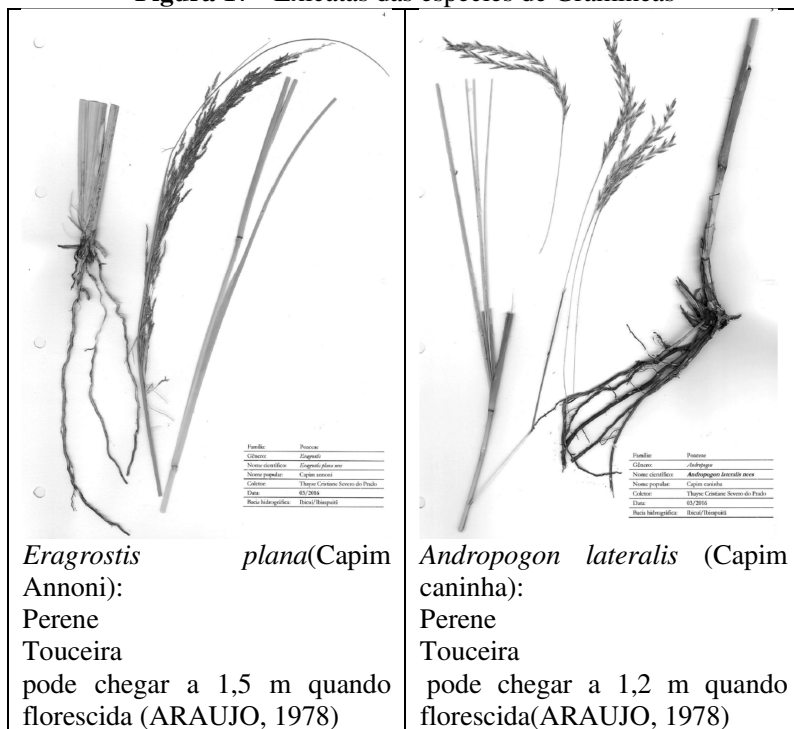 Figura 1. – Exicatas das espécies de Gramíneas
4
Família: Poaceae
Gênero: Eragrostis
Nome científico: Eragrostis plana nees
Nome popular: Capim annoni
Coletor: Thayse Cristiane Severo do Prado
Data: 03/2016
Bacia hidrográfica: Ibicuí/Ibirapuitã
Eragrostis plana(Capim
Annoni):
Perene
Touceira
pode chegar a 1,5 m quando
florescida (ARAUJO, 1978)
Família: Poaceae
Gênero: Andropogon
Nome científico: Andropogon lateralis nees
Nome popular: Capim caninha
Coletor: Thayse Cristiane Severo do Prado
Data: 03/2016
Bacia hidrográfica: Ibicuí/Ibirapuitã
Andropogon lateralis (Capim
caninha):
Perene
Touceira
pode chegar a 1,2 m quando
florescida(ARAUJO, 1978)